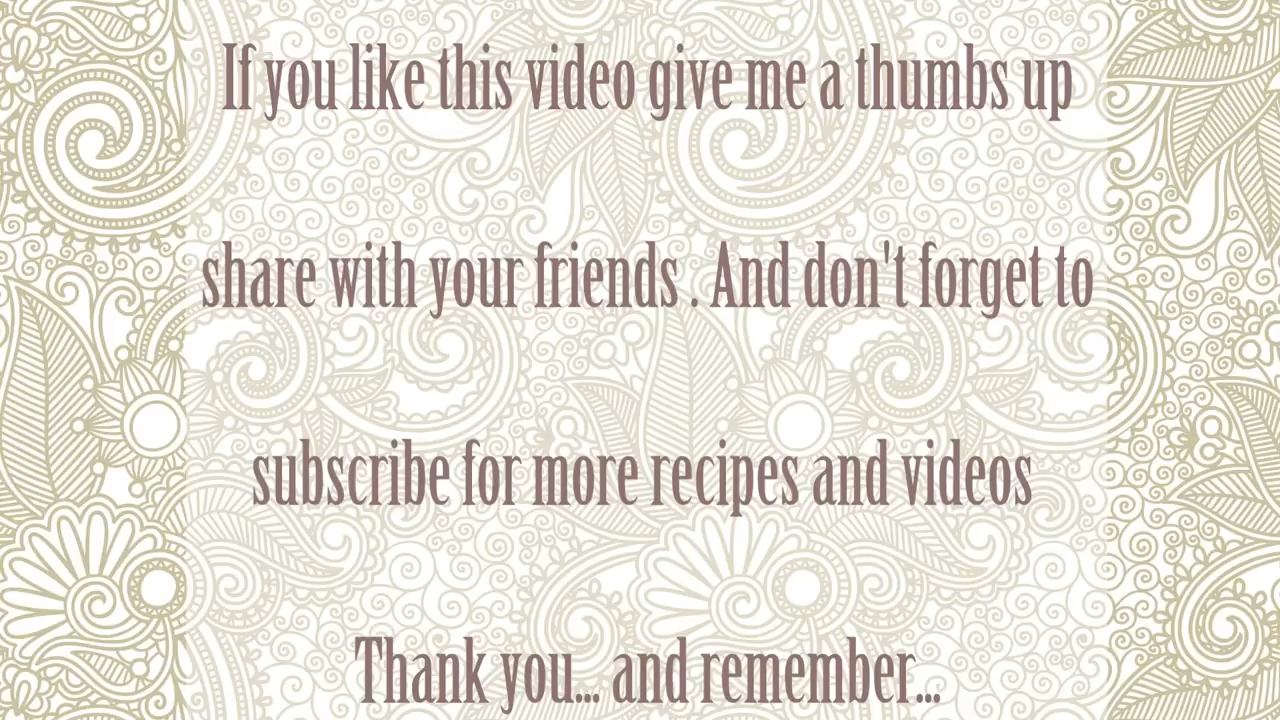 If you like this video give me a thumbs up
share with your friends . And don't forget to
subscribe for more recipes and videos
Thank you... and remember...